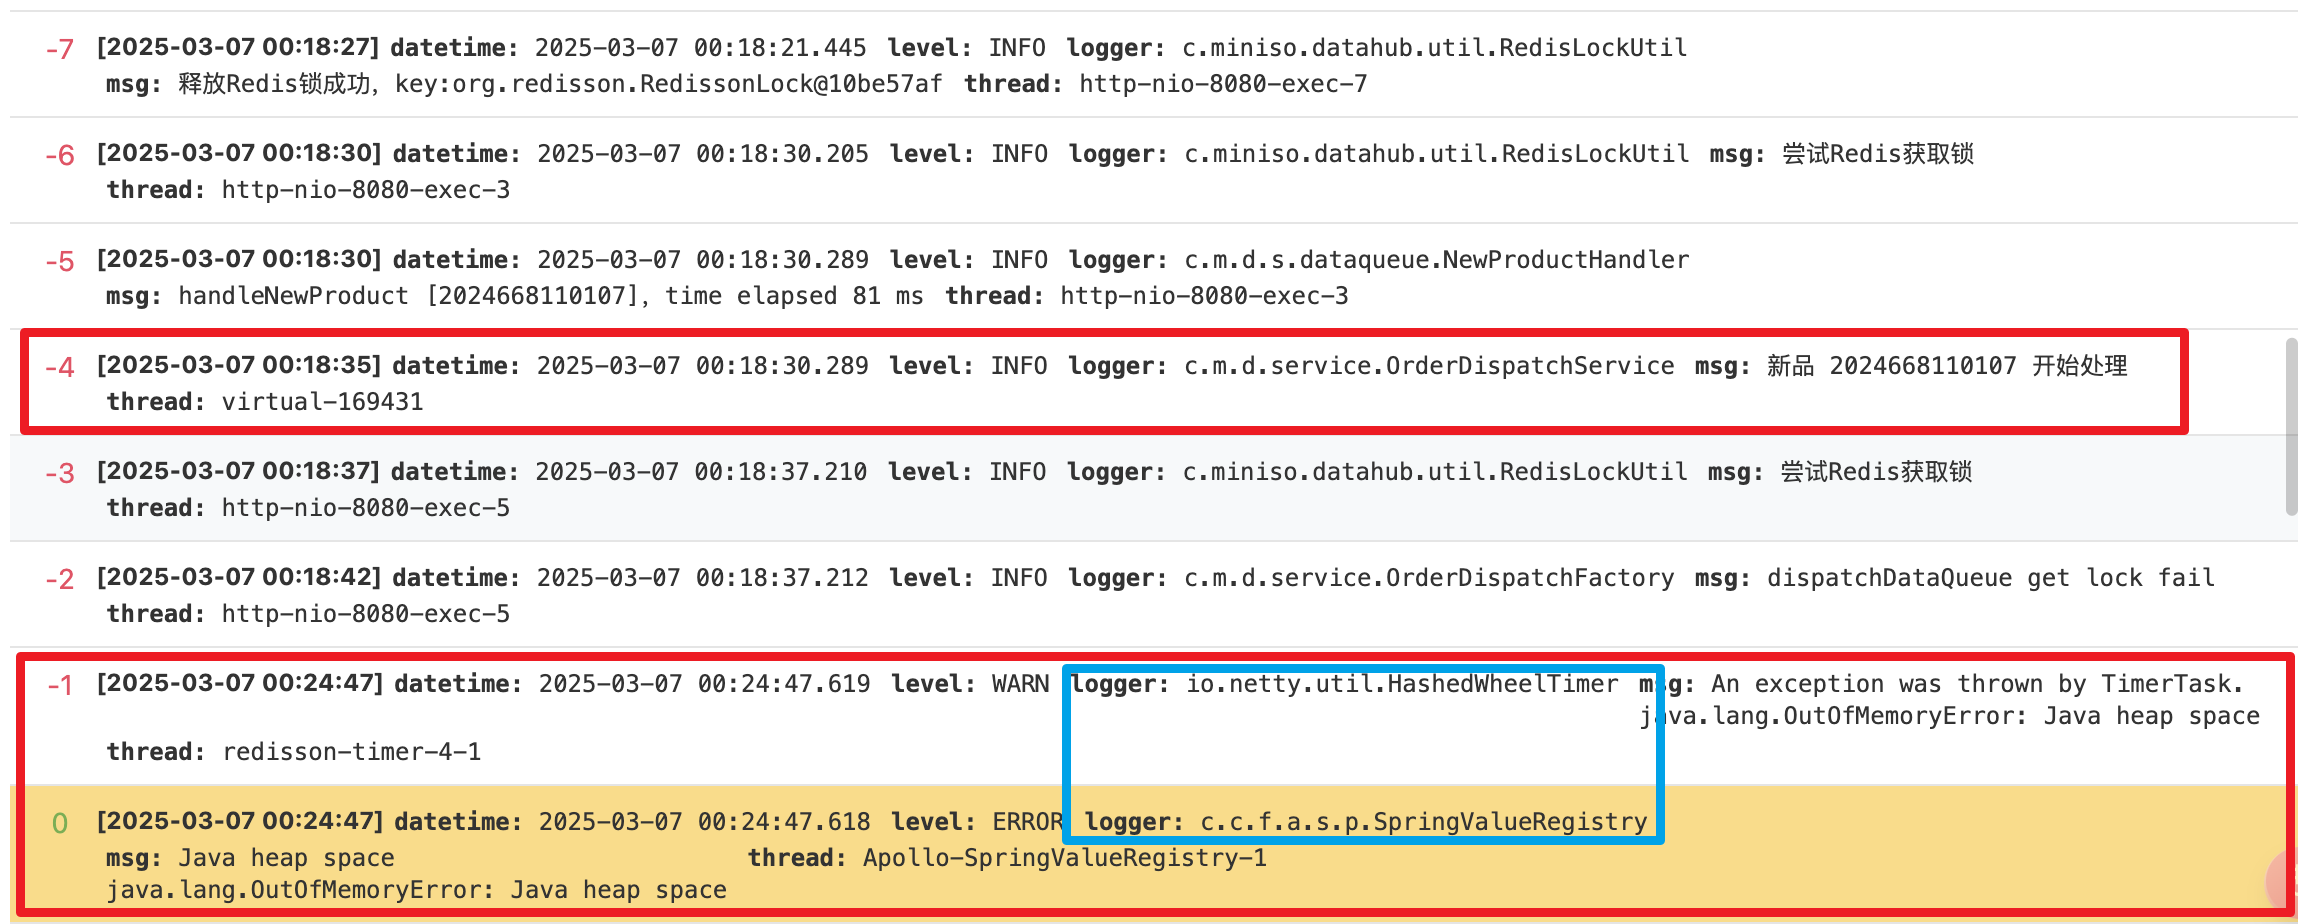 -7 [2025-03-07 00:18:27] datetime: 2025-03-07 00:18:21.445 level: INFO logger: c.miniso.datahub.util.RedisLockUtil
msg: 释放Redis锁成功, key:org.redisson.RedissonLock@10be57af thread: http-nio-8080-exec-7
-6 [2025-03-07 00:18:30] datetime: 2025-03-07 00:18:30.205 level: INFO logger: c.miniso.datahub.util.RedisLockUtil msg: 尝试Redis获取锁
thread: http-nio-8080-exec-3
-5 [2025-03-07 00:18:30] datetime: 2025-03-07 00:18:30.289 level: INFO logger: c.m.d.s.dataqueue.NewProductHandler
msg: handleNewProduct [2024668110107], time elapsed 81 ms thread: http-nio-8080-exec-3
-4 [2025-03-07 00:18:35] datetime: 2025-03-07 00:18:30.289 level: INFO logger: c.m.d.service.OrderDispatchService msg: 新品 2024668110107 开始处理
thread: virtual-169431
-3 [2025-03-07 00:18:37] datetime: 2025-03-07 00:18:37.210 level: INFO logger: c.miniso.datahub.util.RedisLockUtil msg: 尝试Redis获取锁
thread: http-nio-8080-exec-5
-2 [2025-03-07 00:18:42] datetime: 2025-03-07 00:18:37.212 level: INFO logger: c.m.d.service.OrderDispatchFactory msg: dispatchDataQueue get lock fail
thread: http-nio-8080-exec-5
-1 [2025-03-07 00:24:47] datetime: 2025-03-07 00:24:47.619 level: WARN logger: io.netty.util.HashedWheelTimer msg: An exception was thrown by TimerTask.
java.lang.OutOfMemoryError: Java heap space
thread: redisson-timer-4-1
0 [2025-03-07 00:24:47] datetime: 2025-03-07 00:24:47.618 level: ERROR logger: c.c.f.a.s.p.SpringValueRegistry
msg: Java heap space thread: Apollo-SpringValueRegistry-1
java.lang.OutOfMemoryError: Java heap space